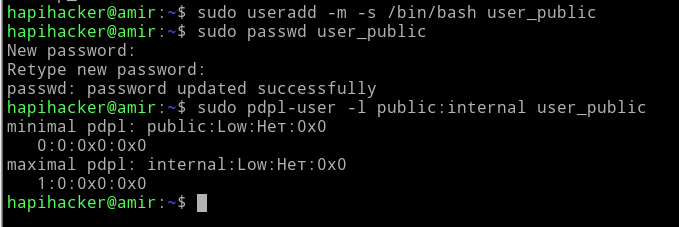 hapihacker@amir:~$ sudo useradd -m -s /bin/bash user_public
hapihacker@amir:~$ sudo passwd user_public
New password:
Retype new password:
passwd: password updated successfully
hapihacker@amir:~$ sudo pdpl-user -l public:internal user_public
minimal pdpl: public:Low:Нет:0x0
   0:0:0x0:0x0
maximal pdpl: internal:Low:Нет:0x0
   1:0:0x0:0x0
hapihacker@amir:~$